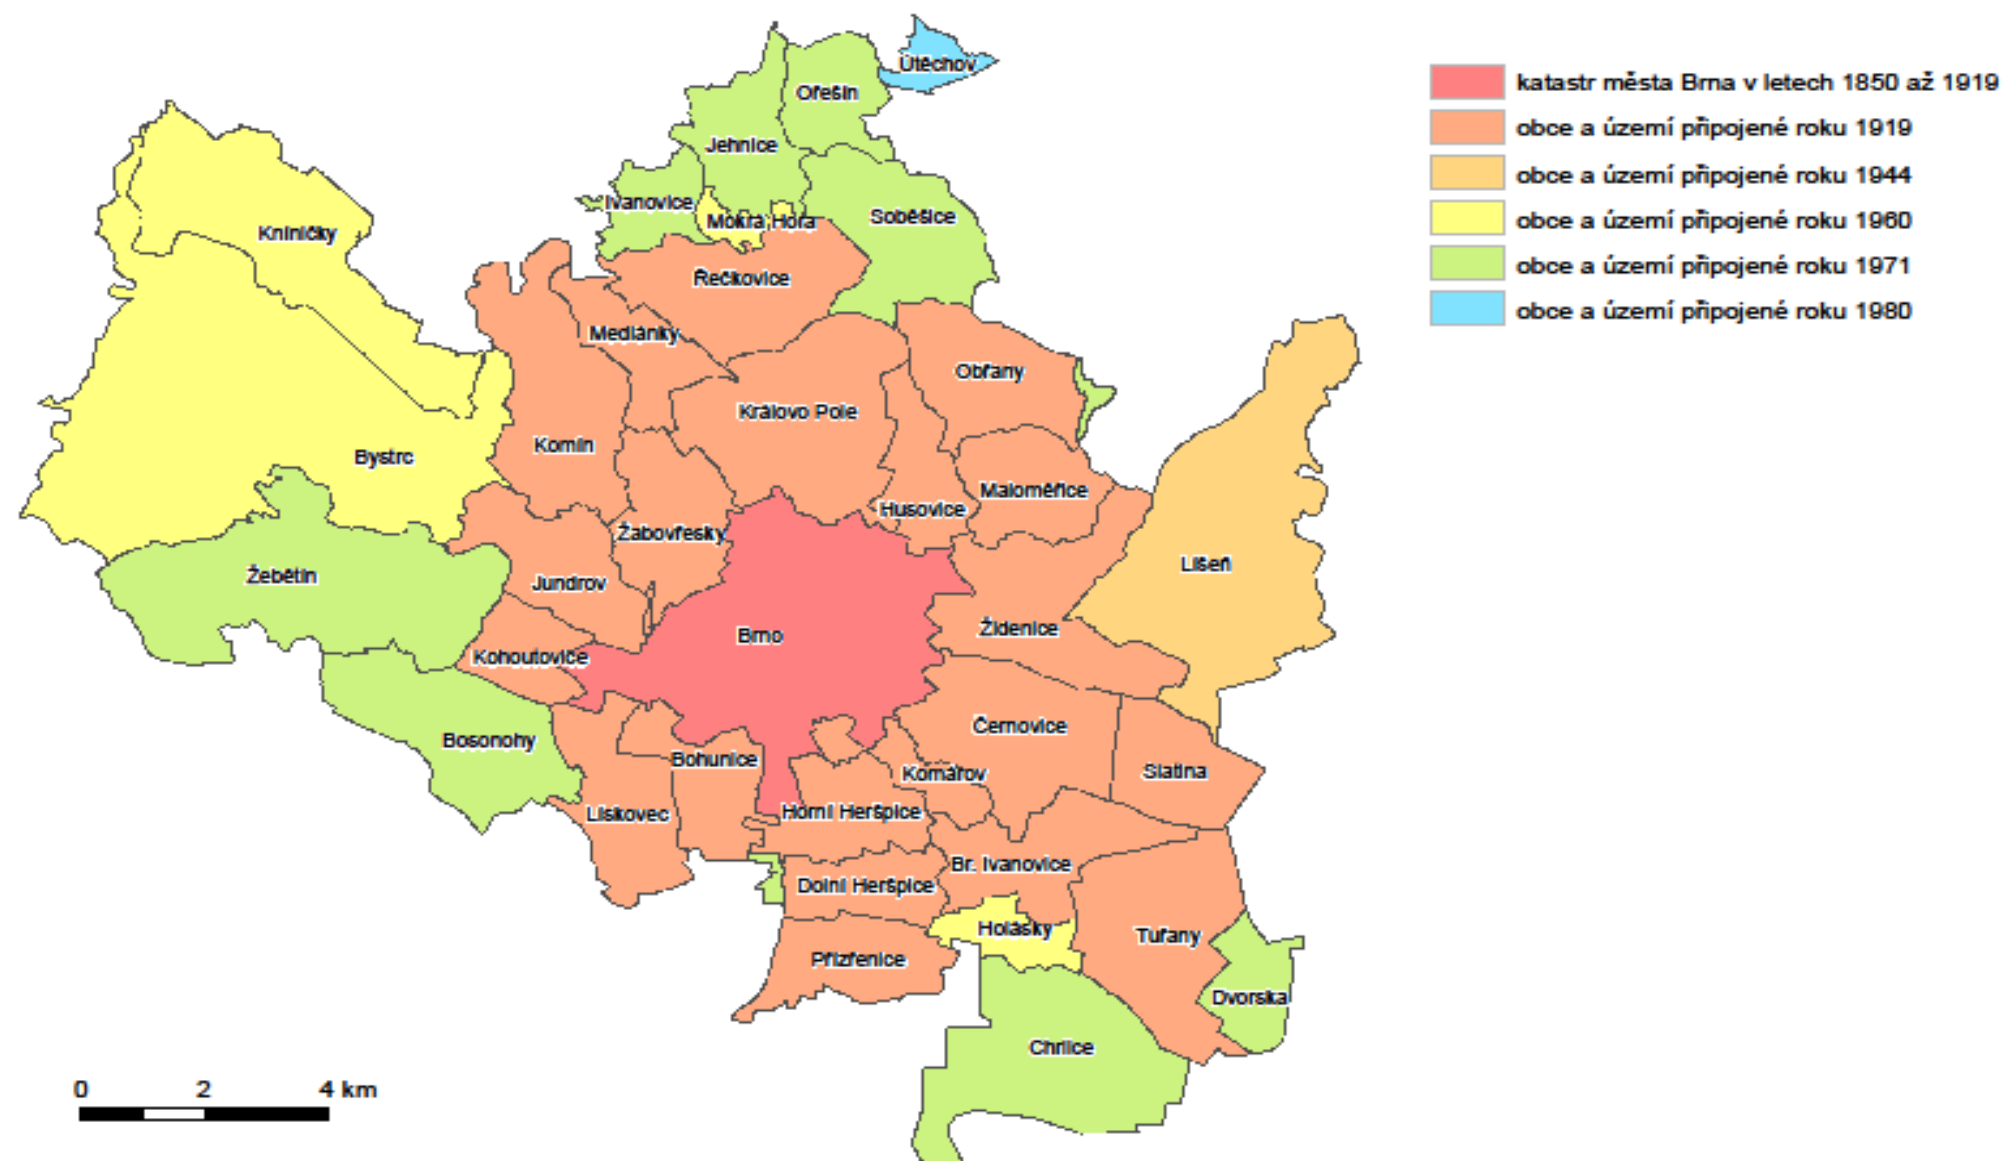 Útěchov
Ořešín
Jehnice
Ivanovice
Mokrá Hora
Soběšice
Kníničky
Řečkovice
Medlánky
Obřany
Královo Pole
Komín
Bystrc
Maloměřice
Husovice
Žabovřesky
Líšeň
Žebětín
Jundrov
Brno
Židenice
Kohoutovice
Černovice
Bosonohy
Bohunice
Komářov
Slatina
Lískovec
Horní Heršpice
Br. Ivanovice
Dolní Heršpice
Holásky
Tuřany
Přízřenice
Dvorska
Chrlice
katastr města Brna v letech 1850 až 1919
obce a území připojené roku 1919
obce a území připojené roku 1944
obce a území připojené roku 1960
obce a území připojené roku 1971
obce a území připojené roku 1980
0 2 4 km